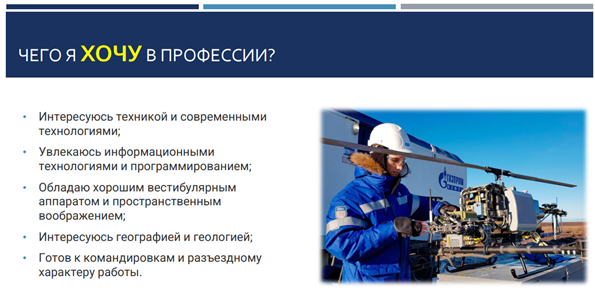 ЧЕГО Я ХОЧУ В ПРОФЕССИИ?
• Интересуюсь техникой и современными
технологиями;
• Увлекаюсь информационными
технологиями и программированием;
• Обладаю хорошим вестибулярным
аппаратом и пространственным
воображением;
• Интересуюсь географией и геологией;
• Готов к командировкам и разъездному
характеру работы.
ГАЗПРОМ
НЕФТЬ